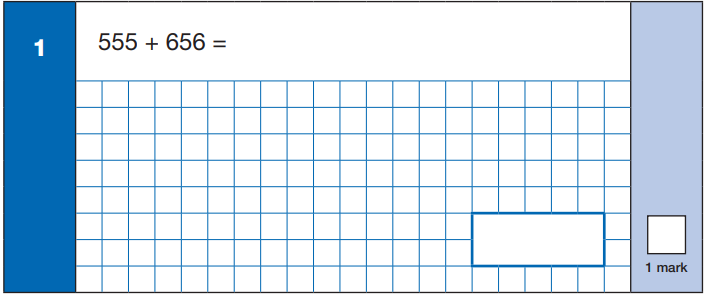 1
555 + 656 =
1 mark